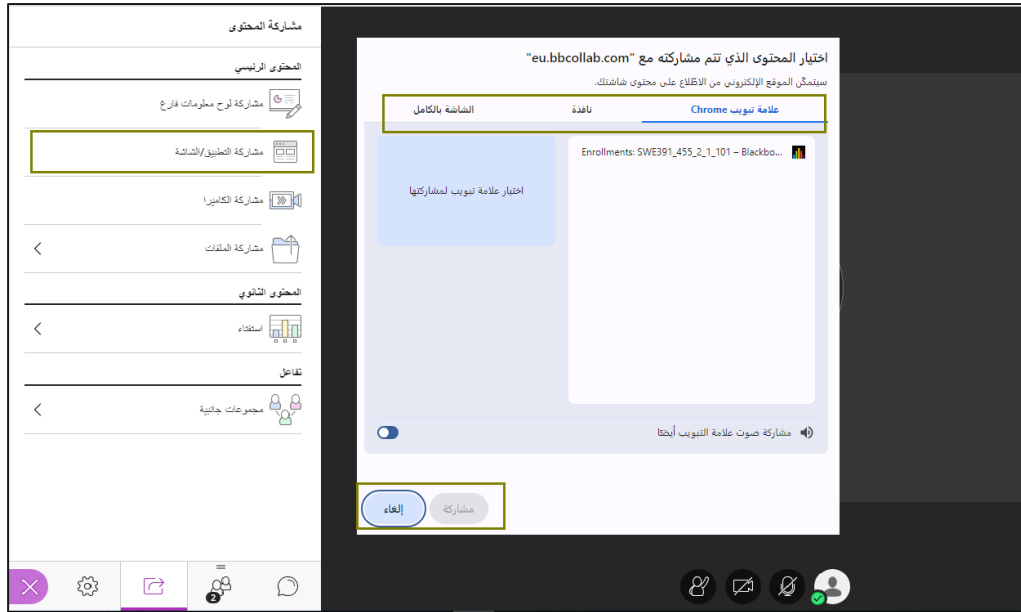 مشاركة المحتوى
المحتوى الرئيسي
مشاركة لوح معلومات فارغ
مشاركة التطبيق/الشاشة
مشاركة الكاميرا
مشاركة الملفات
المحتوى الثانوي
استفتاء
تفاعل
مجموعات جانبية
2
اختيار المحتوى الذي تتم مشاركته مع "eu.bbcollab.com"
سيتمكّن الموقع الإلكتروني من الاطّلاع على محتوى شاشتك.
علامة تبويب Chrome
نافذة
الشاشة بالكامل
Enrollments: SWE391_455_2_1_101 – Blackbo...
اختيار علامة تبويب لمشاركتها
مشاركة صوت علامة التبويب أيضًا
مشاركة
إلغاء